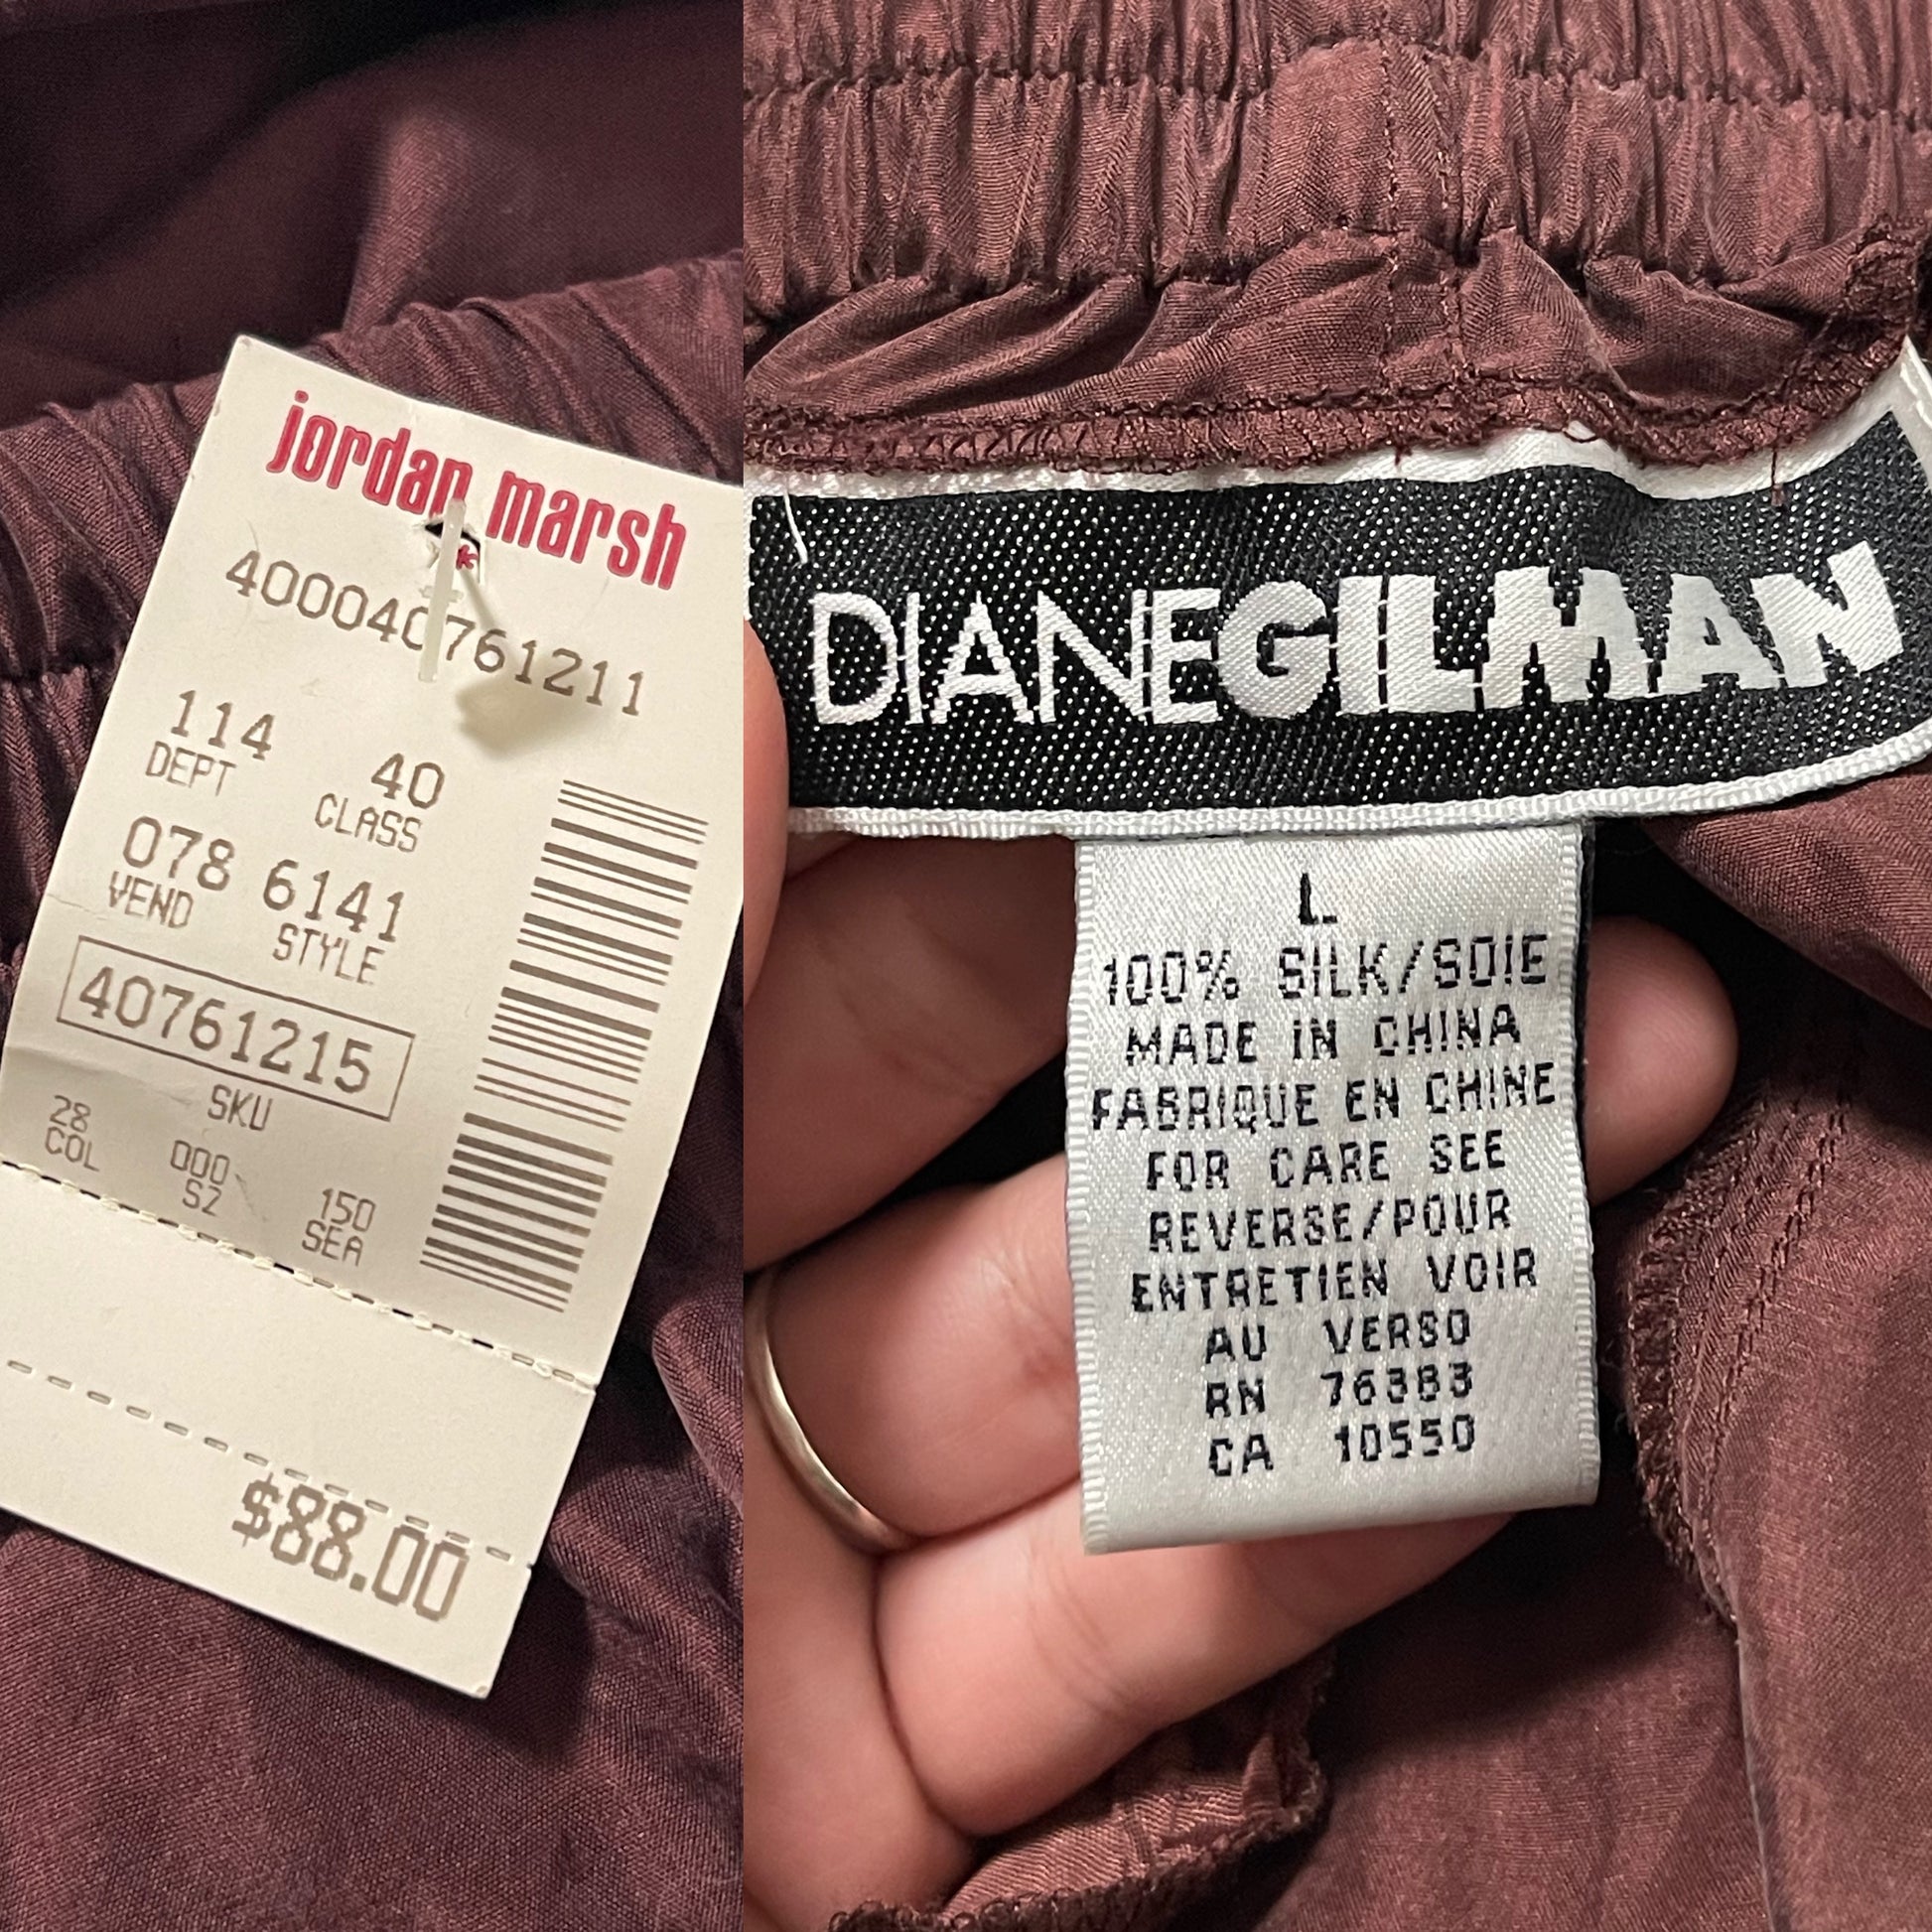 jordan marsh
400040761211
114 40
DEPT CLASS
078 6141
VEND STYLE
40761215
SKU
28 000 150
COL SZ SEA
$88.00
DIANEGILMAN
L
100% SILK/SOIE
MADE IN CHINA
FABRIQUE EN CHINE
FOR CARE SEE
REVERSE/POUR
ENTRETIEN VOIR
AU VERSO
RN 76383
CA 10550